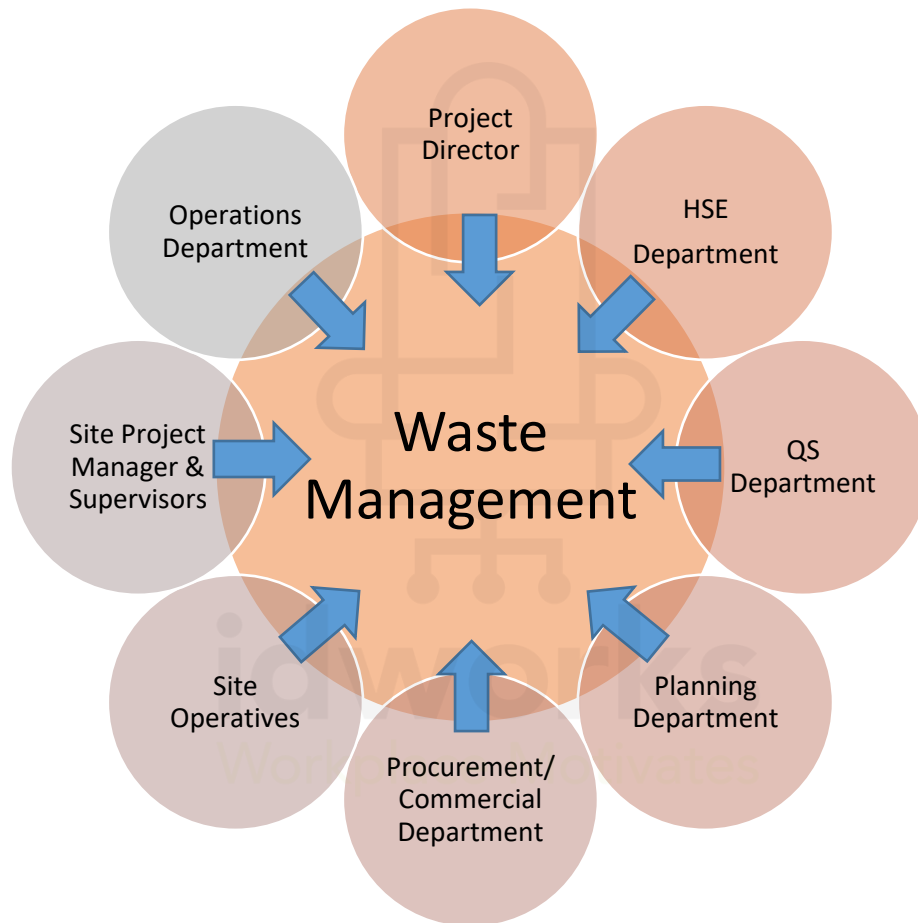 Project
Director
HSE
Department
QS
Department
Planning
Department
Procurement/
Commercial
Department
Site
Operatives
Site Project
Manager &
Supervisors
Operations
Department
Waste
Management
idworks